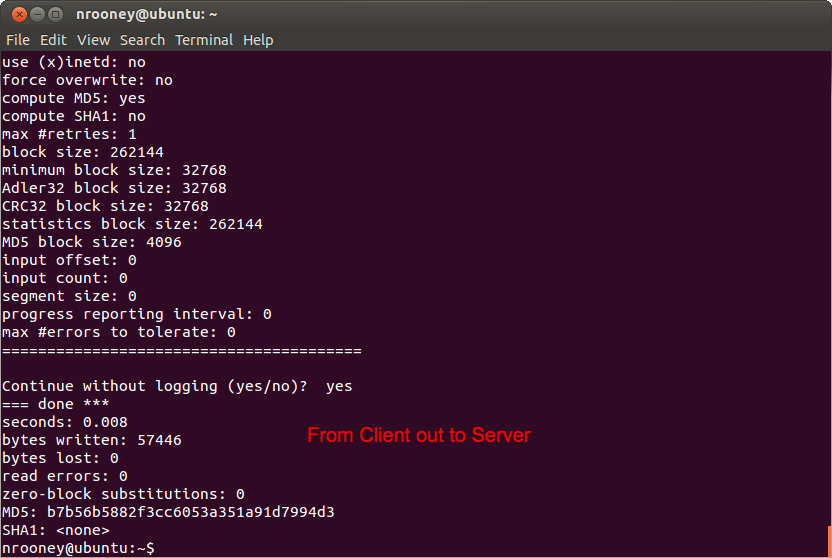 nrooney@ubuntu: ~
File Edit View Search Terminal Help
use (x)inetd: no
force overwrite: no
compute MD5: yes
compute SHA1: no
max #retries: 1
block size: 262144
minimum block size: 32768
Adler32 block size: 32768
CRC32 block size: 32768
statistics block size: 262144
MD5 block size: 4096
input offset: 0
input count: 0
segment size: 0
progress reporting interval: 0
max #errors to tolerate: 0
========================================
Continue without logging (yes/no)?  yes
=== done ***
seconds: 0.008
From Client out to Server
bytes written: 57446
bytes lost: 0
read errors: 0
zero-block substitutions: 0
MD5: b7b56b5882f3cc6053a351a91d7994d3
SHA1: <none>
nrooney@ubuntu:~$